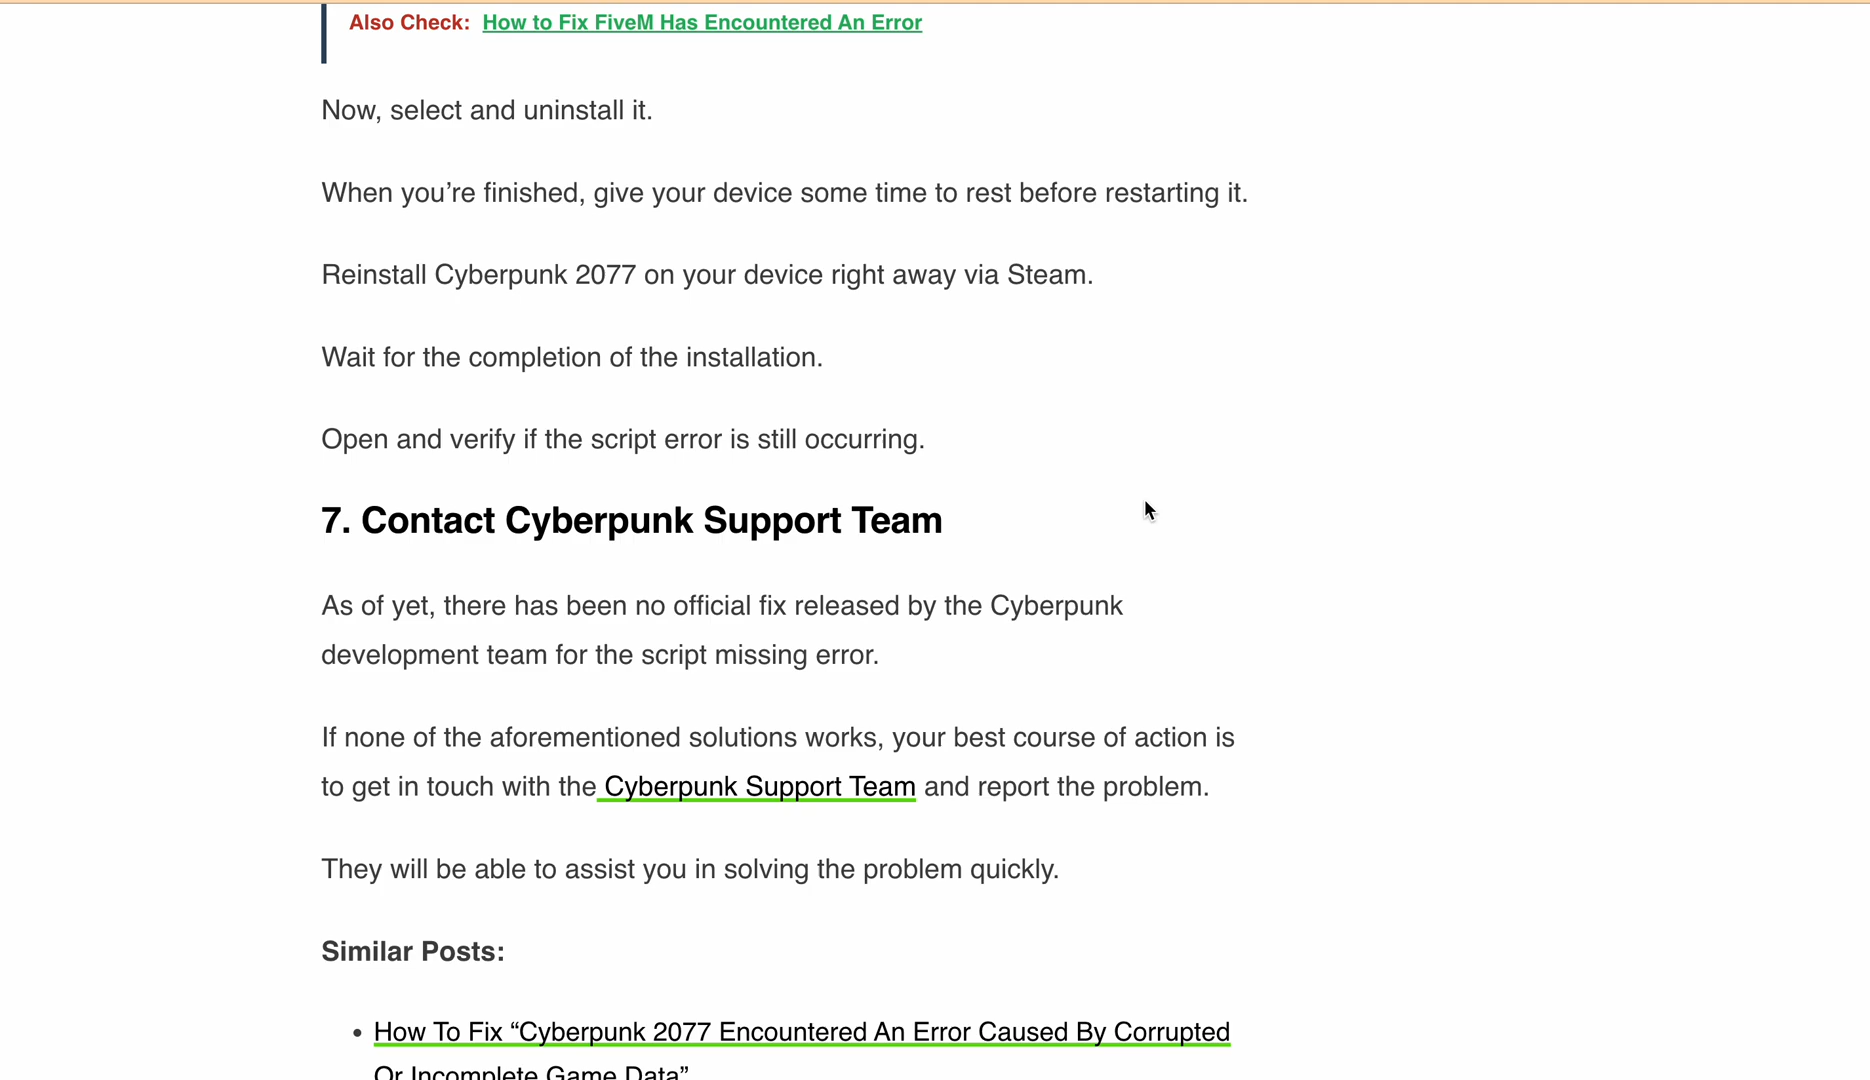 Also Check: How to Fix FiveM Has Encountered An Error
Now, select and uninstall it.
When you’re finished, give your device some time to rest before restarting it.
Reinstall Cyberpunk 2077 on your device right away via Steam.
Wait for the completion of the installation.
Open and verify if the script error is still occurring.
7. Contact Cyberpunk Support Team
As of yet, there has been no official fix released by the Cyberpunk
development team for the script missing error.
If none of the aforementioned solutions works, your best course of action is
to get in touch with the Cyberpunk Support Team and report the problem.
They will be able to assist you in solving the problem quickly.
Similar Posts:
• How To Fix “Cyberpunk 2077 Encountered An Error Caused By Corrupted
Or Incomplete Game Data”